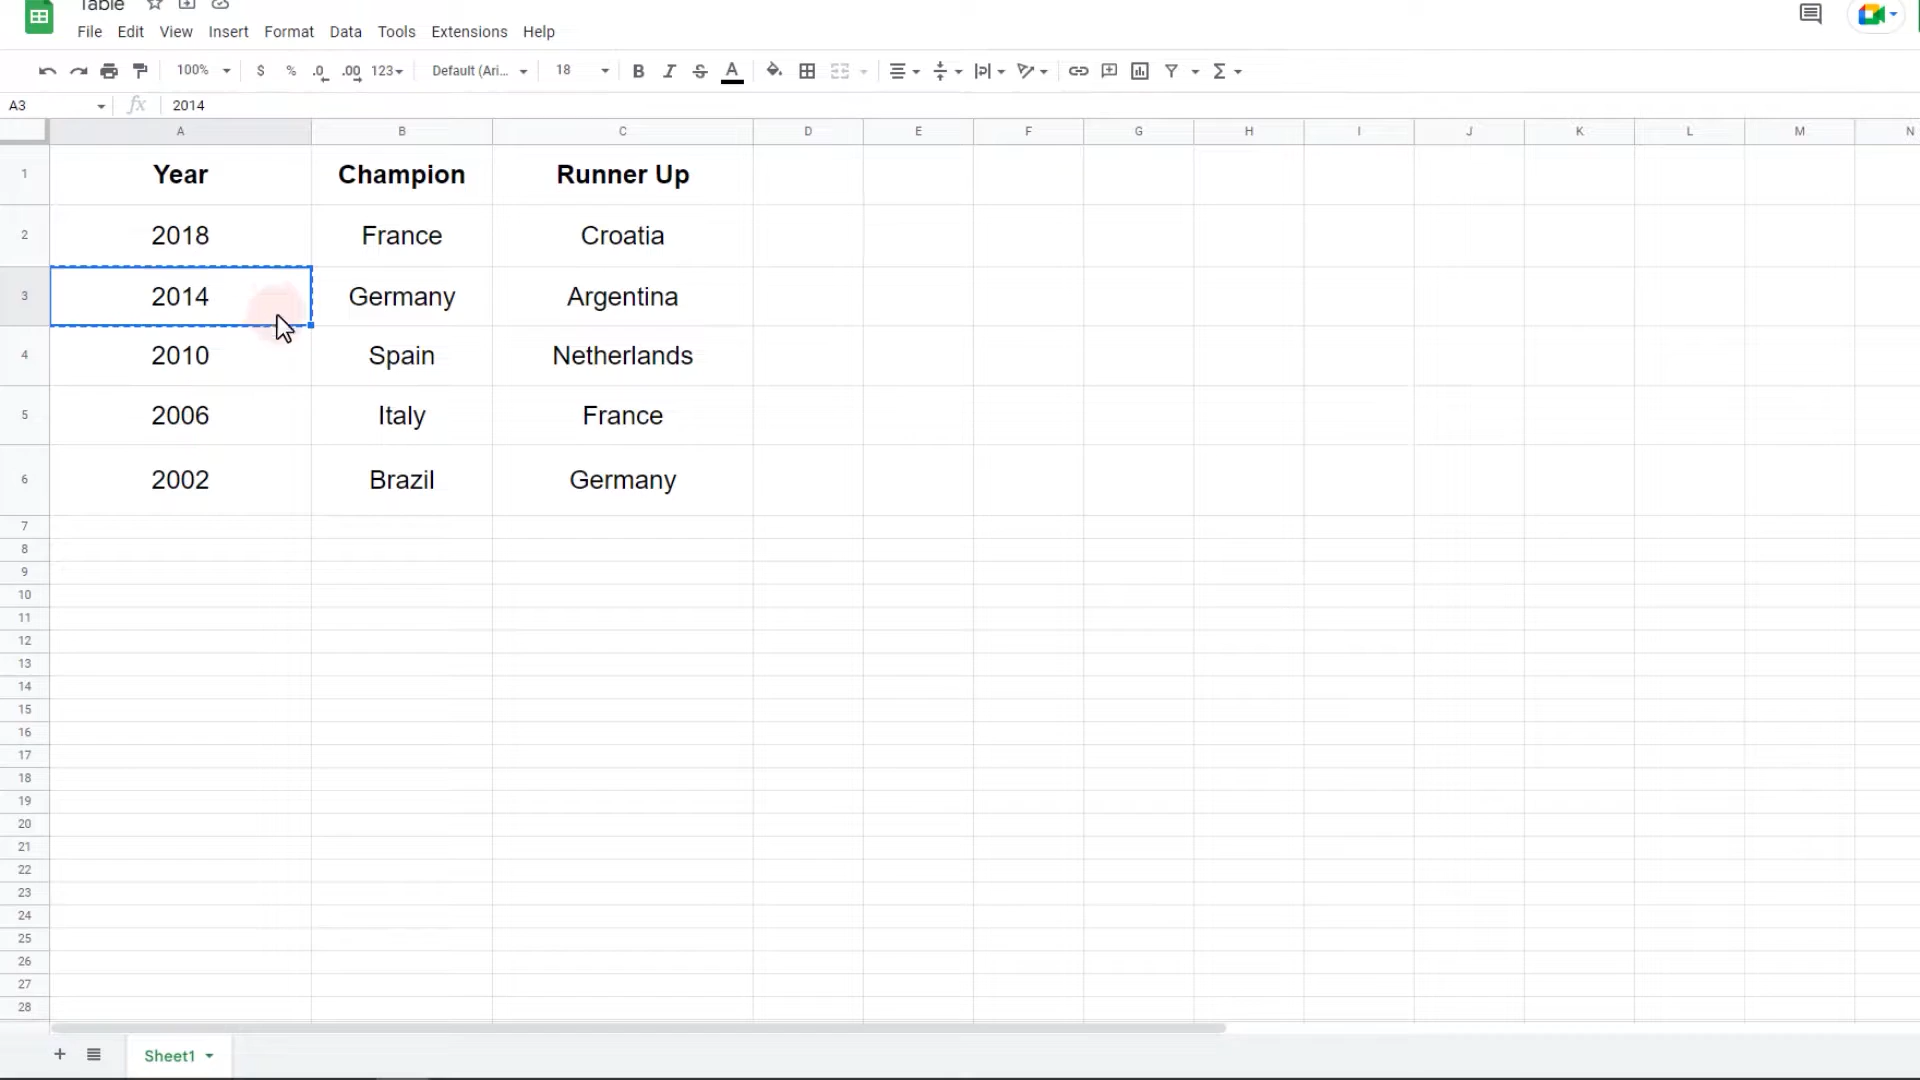 Table
File Edit View Insert Format Data Tools Extensions Help
100% $ % .0 .00 123 Default (Ari... 18 B I S A Σ
A3 fx 2014
A B C D E F G H I J K L M N
1 Year Champion Runner Up
2 2018 France Croatia
3 2014 Germany Argentina
4 2010 Spain Netherlands
5 2006 Italy France
6 2002 Brazil Germany
7
8
9
10
11
12
13
14
15
16
17
18
19
20
21
22
23
24
25
26
27
28
+ Sheet1